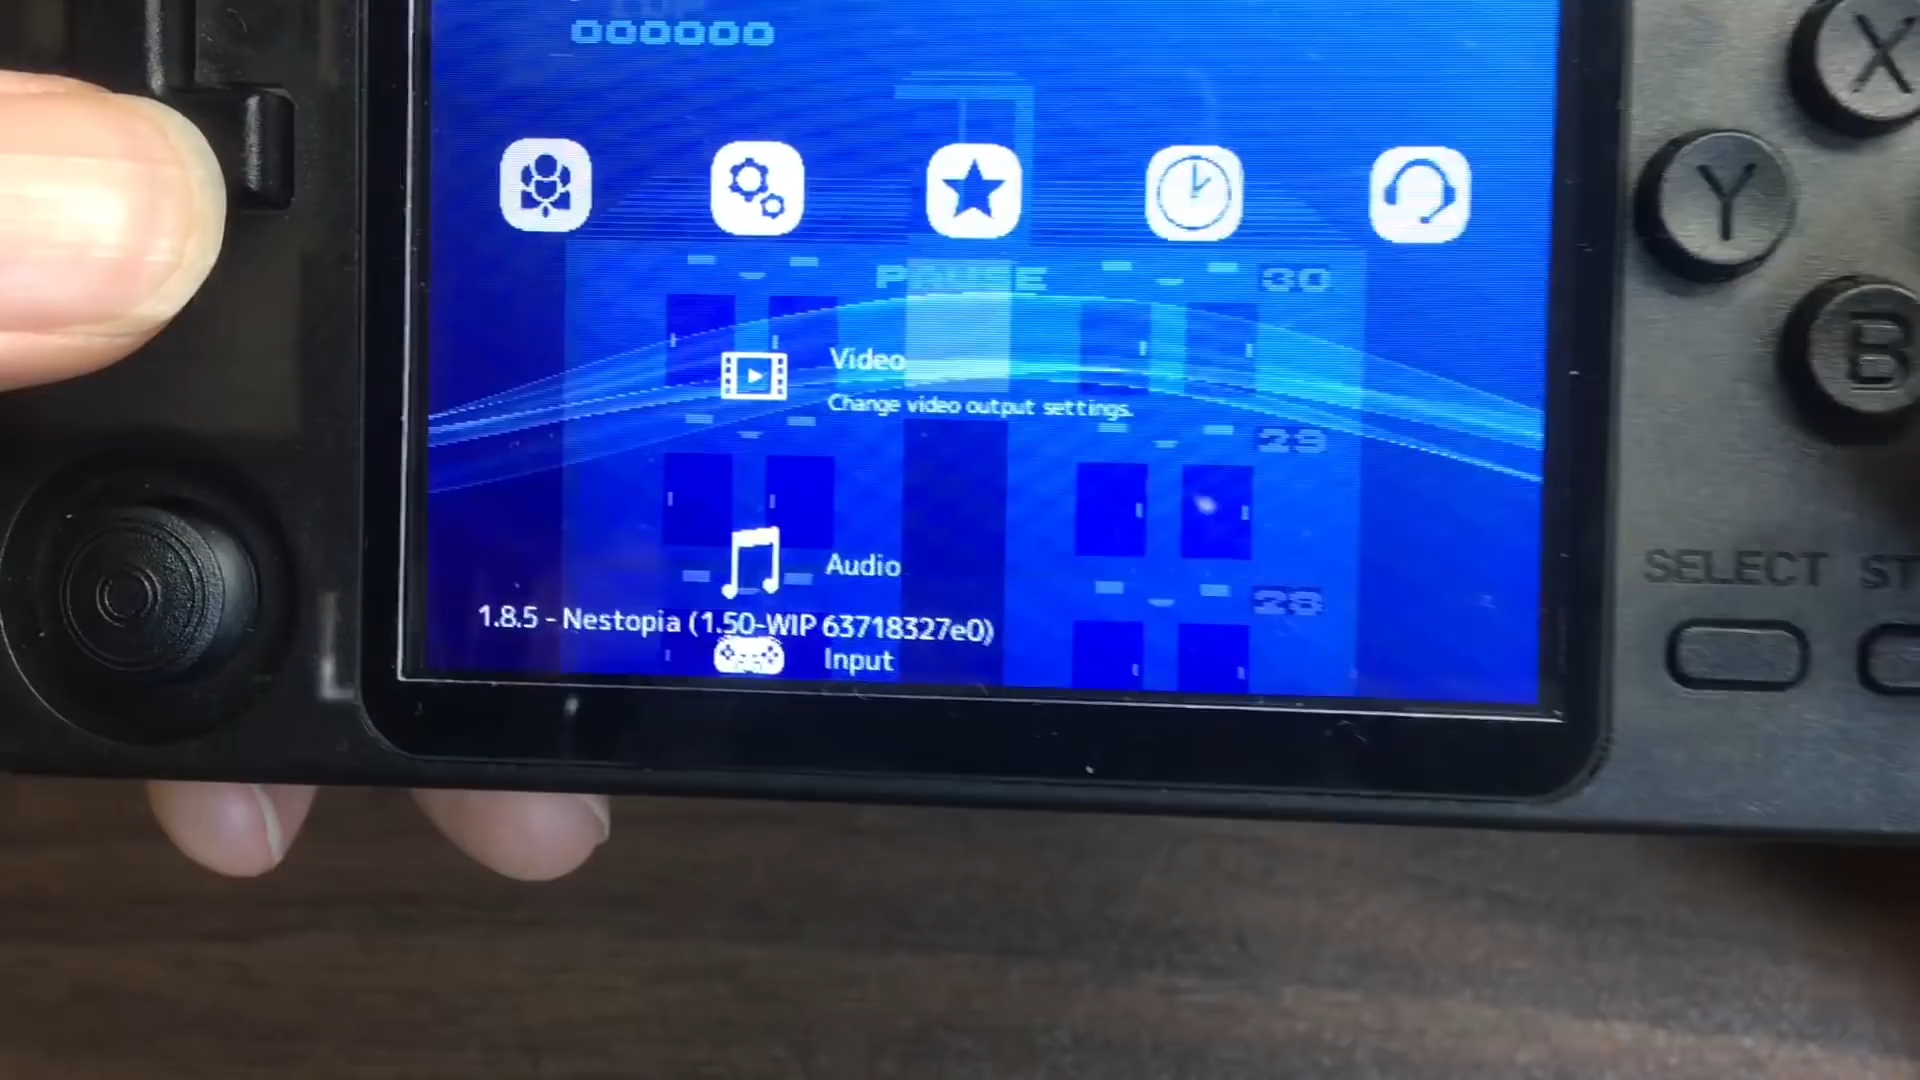 000000
X
Y
PAUSE
30
Video
Change video output settings.
B
29
Audio
SELECT ST
28
1.8.5 - Nestopia (1.50-WIP 63718327e0)
Input